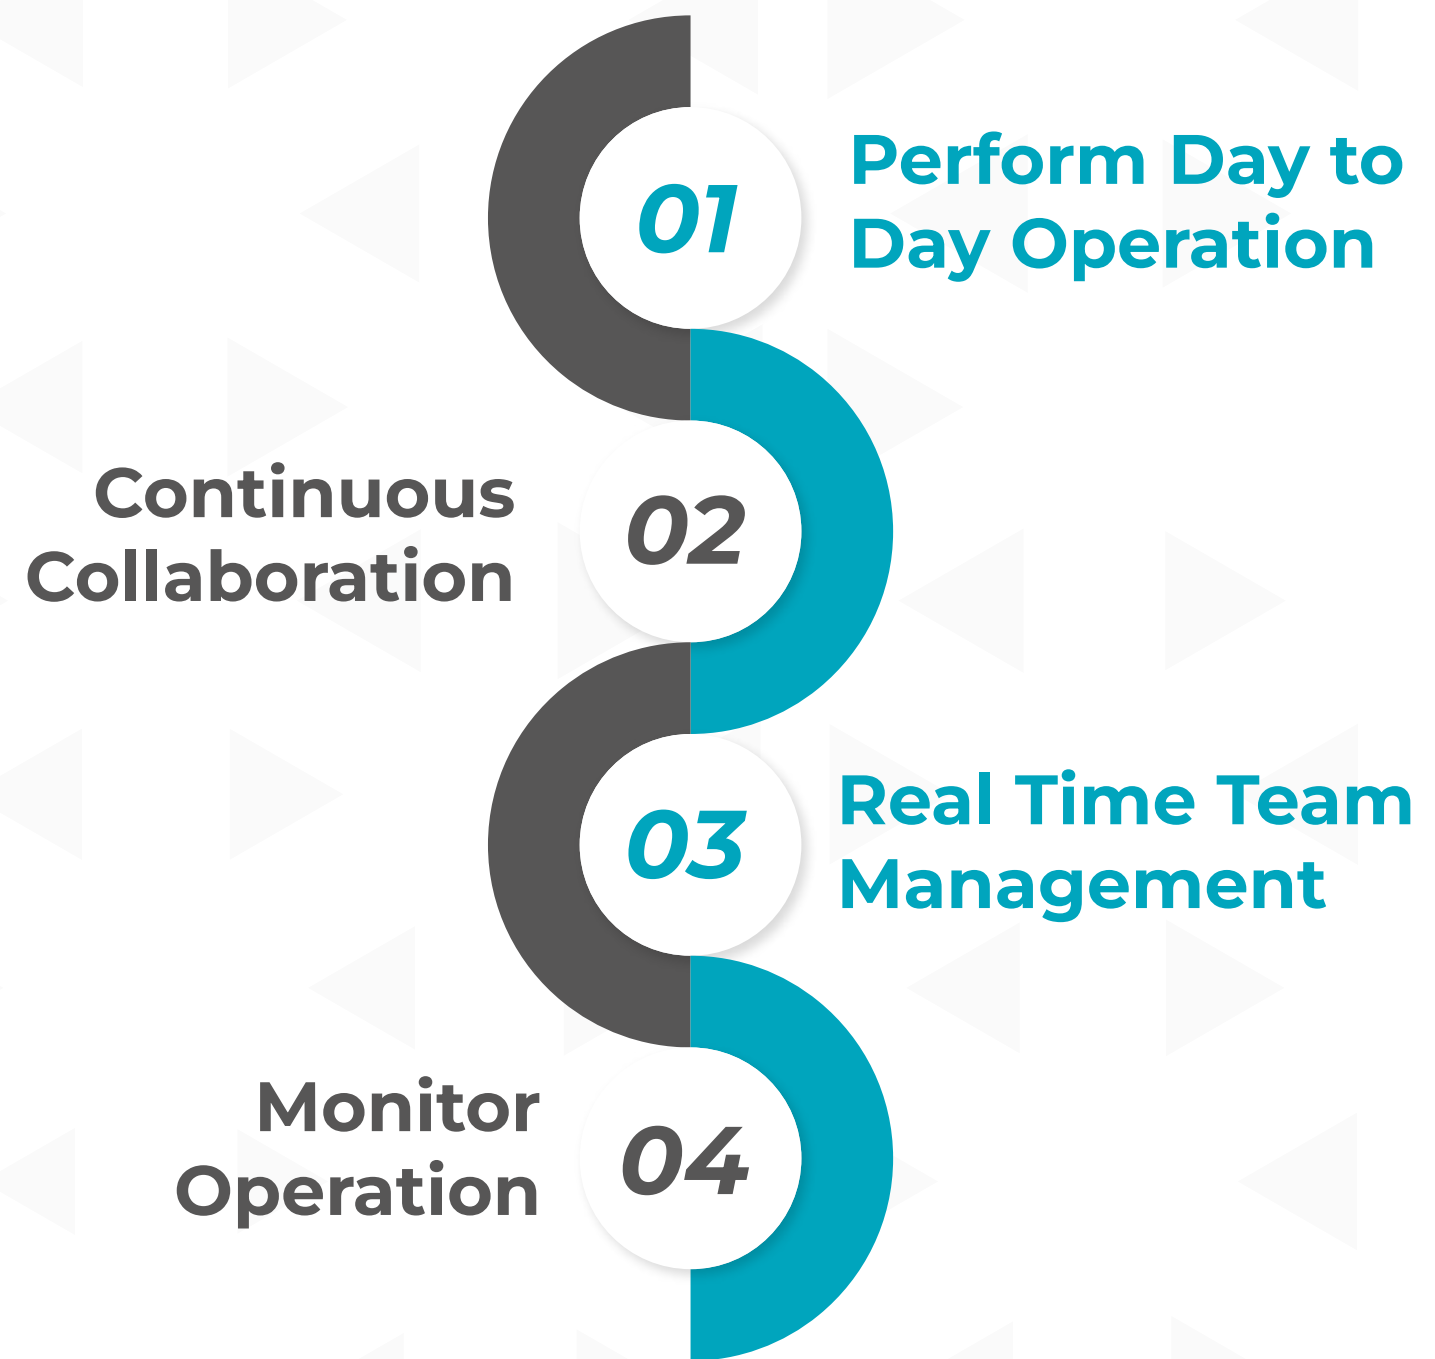 01
Perform Day to
Day Operation
Continuous
Collaboration
02
03
Real Time Team
Management
Monitor
Operation
04